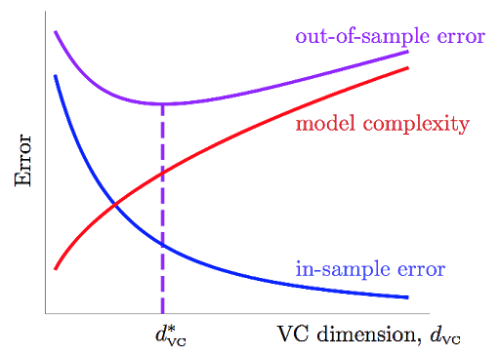 out-of-sample error
model complexity
Error
in-sample error
d*VC
VC dimension, dVC